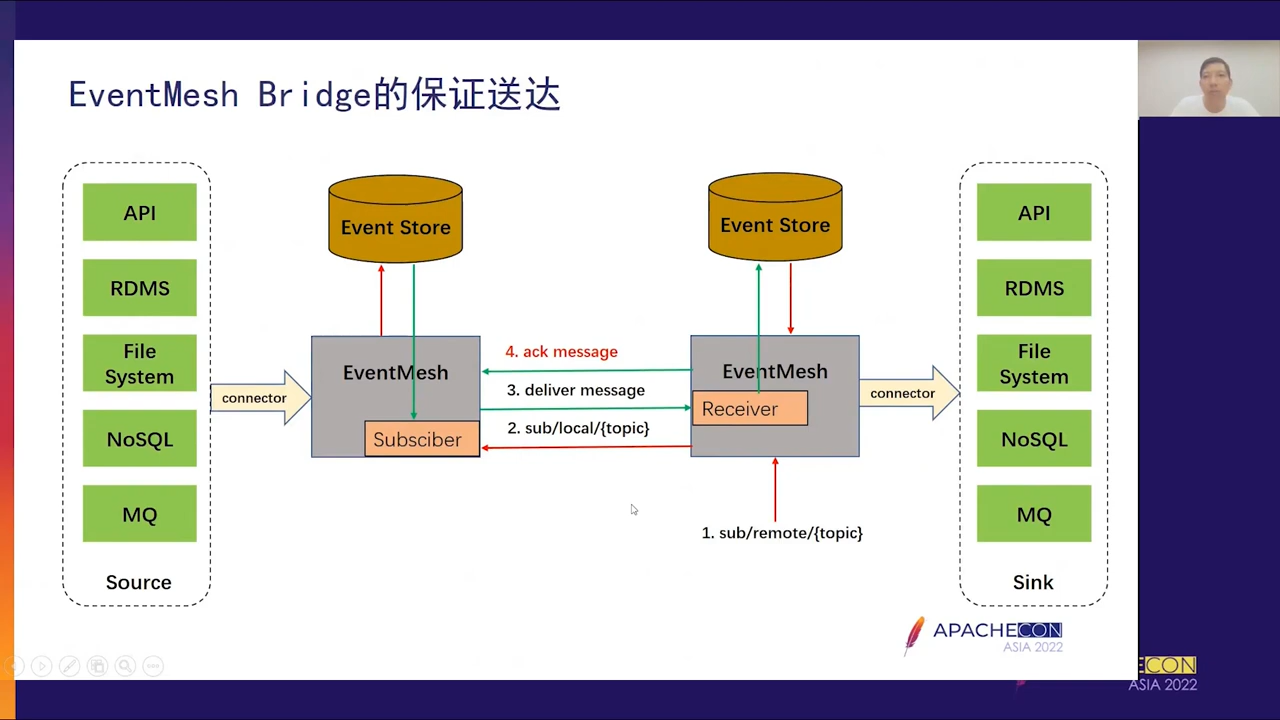 EventMesh Bridge的保证送达
API
RDMS
File
System
NoSQL
MQ
Source
connector
Event Store
EventMesh
Subsciber
4. ack message
3. deliver message
2. sub/local/{topic}
Event Store
EventMesh
Receiver
1. sub/remote/{topic}
connector
API
RDMS
File
System
NoSQL
MQ
Sink
APACHECON
ASIA 2022
ECON
ASIA 2022